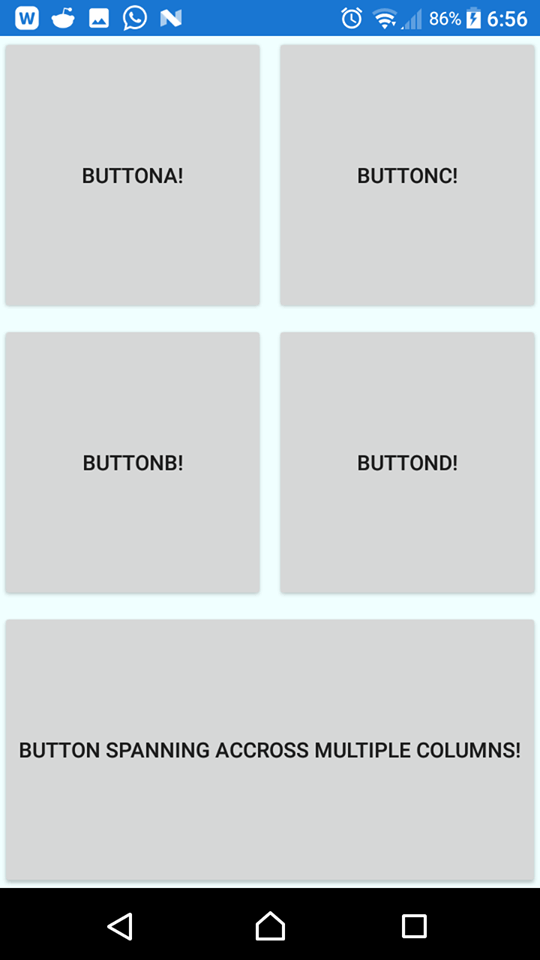 W 86% 6:56
BUTTONA! BUTTONC!
BUTTONB! BUTTOND!
BUTTON SPANNING ACCROSS MULTIPLE COLUMNS!